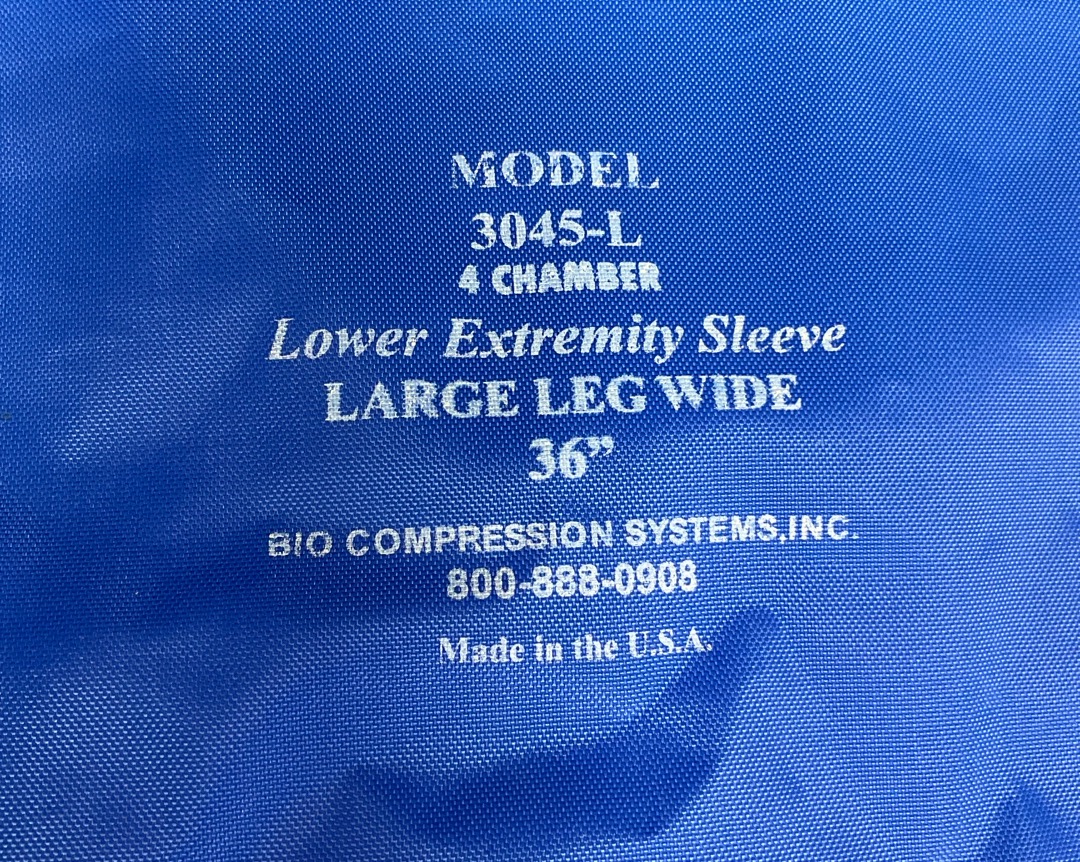 MODEL
3045-L
4 CHAMBER
Lower Extremity Sleeve
LARGE LEG WIDE
36”
BIO COMPRESSION SYSTEMS,INC.
800-888-0908
Made in the U.S.A.